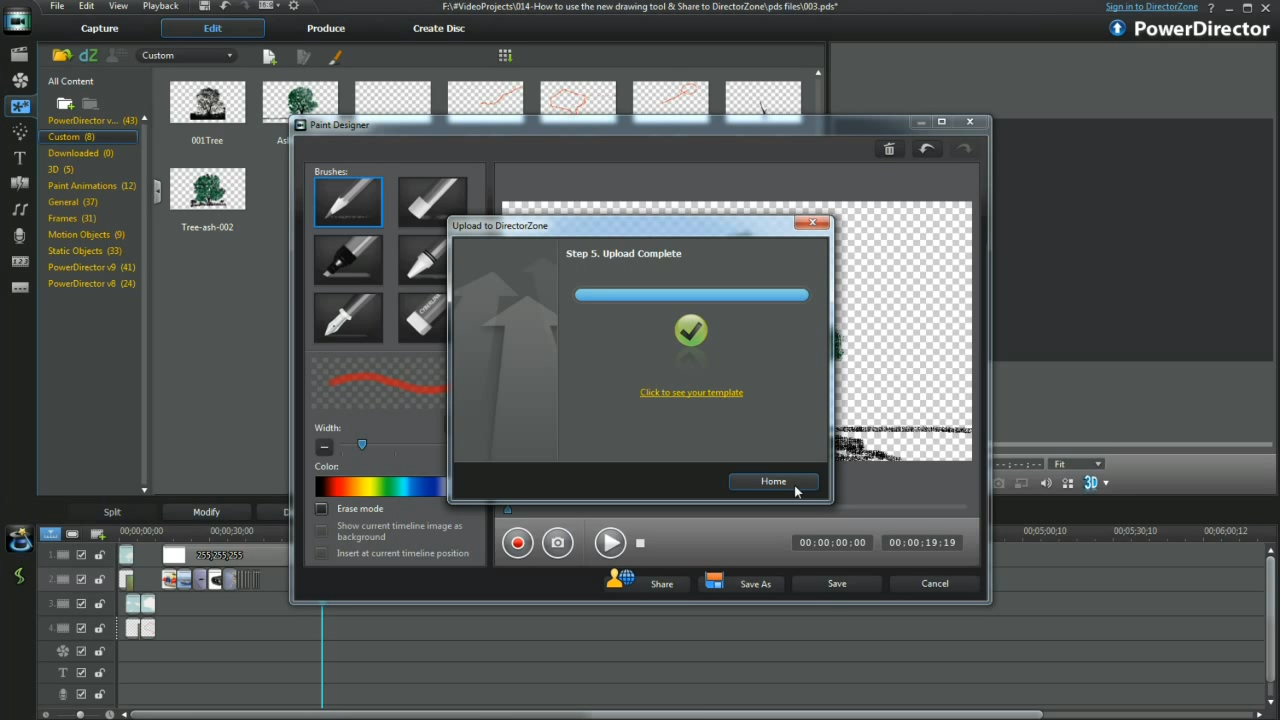 File Edit View Playback
F:\#VideoProjects\014-How to use the new drawing tool & Share to DirectorZone\pds files\003.pds*
Sign in to DirectorZone
?
Capture
Edit
Produce
Create Disc
PowerDirector
dZ
Custom
All Content
PowerDirector v... (43)
Custom (8)
Downloaded (0)
3D (5)
Paint Animations (12)
General (37)
Frames (31)
Motion Objects (9)
Static Objects (33)
PowerDirector v9 (41)
PowerDirector v8 (24)
001Tree
Tree-ash-002
Paint Designer
Brushes:
Width:
Color:
Erase mode
Show current timeline image as
background
Insert at current timeline position
Upload to DirectorZone
Step 5. Upload Complete
Click to see your template
Home
00:00:00:00
00:00:19:19
Share
Save As
Save
Cancel
--:--:--:--
Fit
3D
Split
Modify
00:00:00:00
00:00:30:00
00:05:00:10
00:05:30:10
00:06:00:12
1.
255,255,255
2.
3.
4.
T